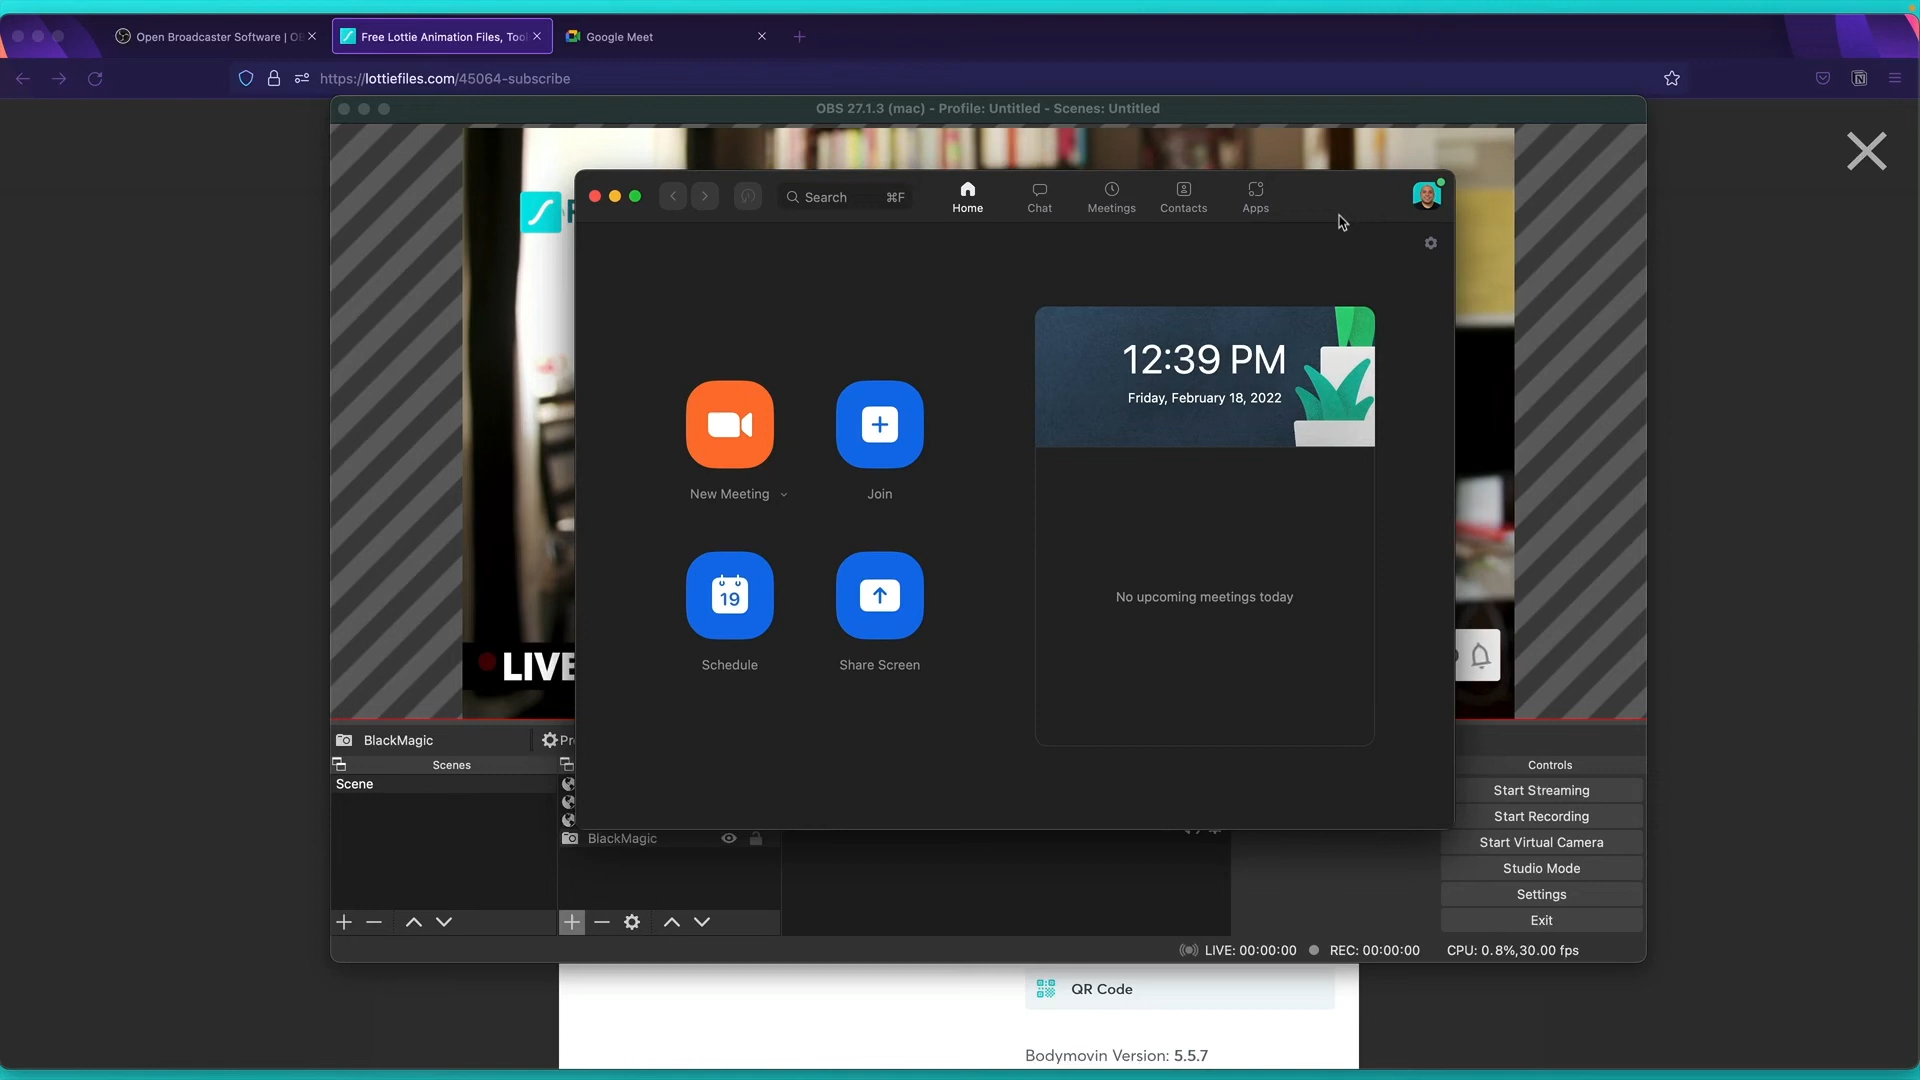 Open Broadcaster Software | OB
Free Lottie Animation Files, Tool
Google Meet
https://lottiefiles.com/45064-subscribe
OBS 27.1.3 (mac) - Profile: Untitled - Scenes: Untitled
Search ⌘F
Home
Chat
Meetings
Contacts
Apps
12:39 PM
Friday, February 18, 2022
New Meeting
Join
19
Schedule
Share Screen
No upcoming meetings today
LIVE
BlackMagic
Pr
Scenes
Controls
Scene
BlackMagic
Start Streaming
Start Recording
Start Virtual Camera
Studio Mode
Settings
Exit
LIVE: 00:00:00
REC: 00:00:00
CPU: 0.8%,30.00 fps
QR Code
Bodymovin Version: 5.5.7